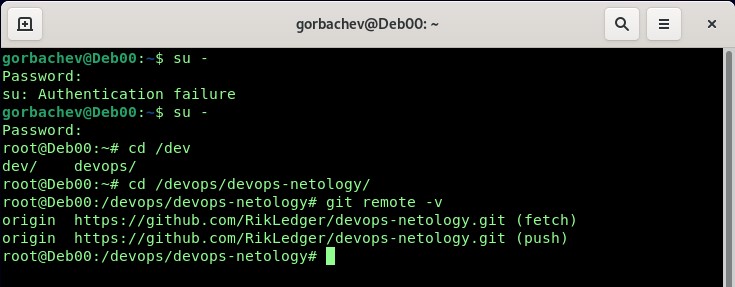 gorbachev@Deb00: ~
gorbachev@Deb00:~$ su -
Password:
su: Authentication failure
gorbachev@Deb00:~$ su -
Password:
root@Deb00:~# cd /dev
dev/    devops/
root@Deb00:~# cd /devops/devops-netology/
root@Deb00:/devops/devops-netology# git remote -v
origin  https://github.com/RikLedger/devops-netology.git (fetch)
origin  https://github.com/RikLedger/devops-netology.git (push)
root@Deb00:/devops/devops-netology#